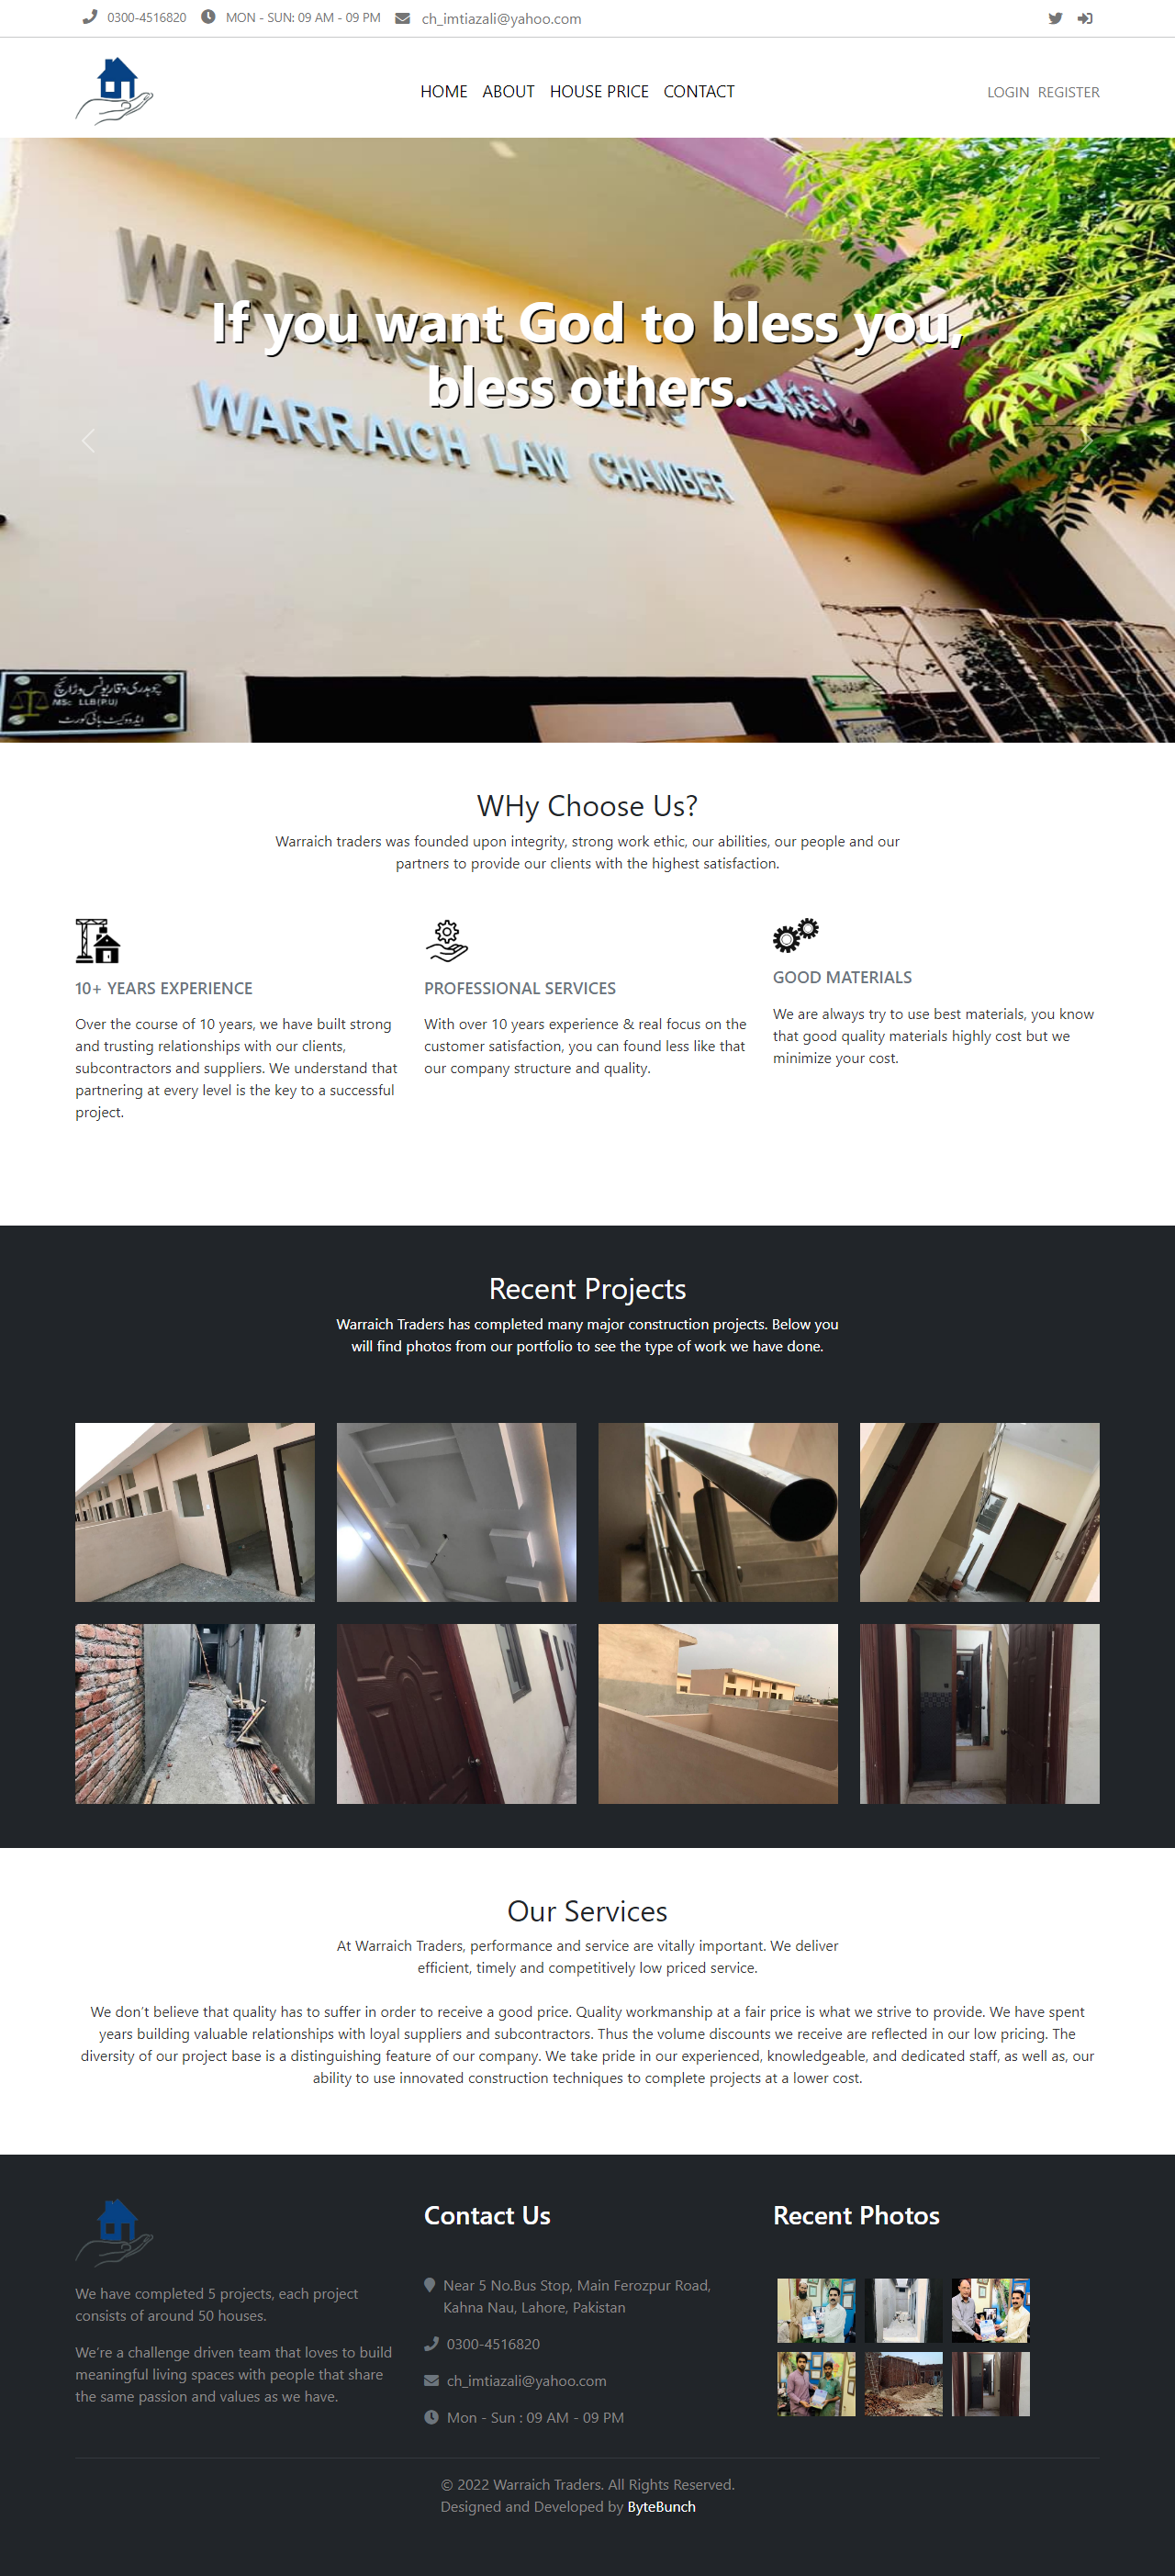 0300-4516820 MON - SUN: 09 AM - 09 PM ch_imtiazali@yahoo.com
HOME ABOUT HOUSE PRICE CONTACT LOGIN REGISTER
If you want God to bless you,
bless others.
WARRAICH LAW CHAMBER
چوہدری وقار یونس وڑائچ
MSc LLB(P.U)
ایڈووکیٹ ہائی کورٹ
WHy Choose Us?
Warraich traders was founded upon integrity, strong work ethic, our abilities, our people and our
partners to provide our clients with the highest satisfaction.
10+ YEARS EXPERIENCE
Over the course of 10 years, we have built strong
and trusting relationships with our clients,
subcontractors and suppliers. We understand that
partnering at every level is the key to a successful
project.
PROFESSIONAL SERVICES
With over 10 years experience & real focus on the
customer satisfaction, you can found less like that
our company structure and quality.
GOOD MATERIALS
We are always try to use best materials, you know
that good quality materials highly cost but we
minimize your cost.
Recent Projects
Warraich Traders has completed many major construction projects. Below you
will find photos from our portfolio to see the type of work we have done.
Our Services
At Warraich Traders, performance and service are vitally important. We deliver
efficient, timely and competitively low priced service.
We don't believe that quality has to suffer in order to receive a good price. Quality workmanship at a fair price is what we strive to provide. We have spent
years building valuable relationships with loyal suppliers and subcontractors. Thus the volume discounts we receive are reflected in our low pricing. The
diversity of our project base is a distinguishing feature of our company. We take pride in our experienced, knowledgeable, and dedicated staff, as well as, our
ability to use innovated construction techniques to complete projects at a lower cost.
We have completed 5 projects, each project
consists of around 50 houses.
We're a challenge driven team that loves to build
meaningful living spaces with people that share
the same passion and values as we have.
Contact Us
Near 5 No.Bus Stop, Main Ferozpur Road,
Kahna Nau, Lahore, Pakistan
0300-4516820
ch_imtiazali@yahoo.com
Mon - Sun : 09 AM - 09 PM
Recent Photos
© 2022 Warraich Traders. All Rights Reserved.
Designed and Developed by ByteBunch